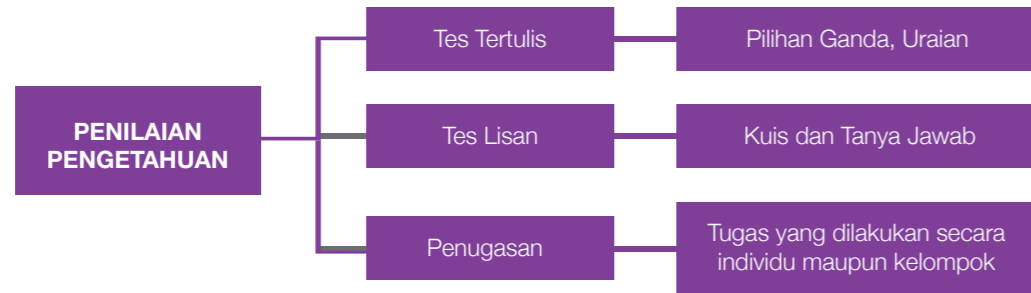 PENILAIAN
PENGETAHUAN
Tes Tertulis
Pilihan Ganda, Uraian
Tes Lisan
Kuis dan Tanya Jawab
Penugasan
Tugas yang dilakukan secara
individu maupun kelompok